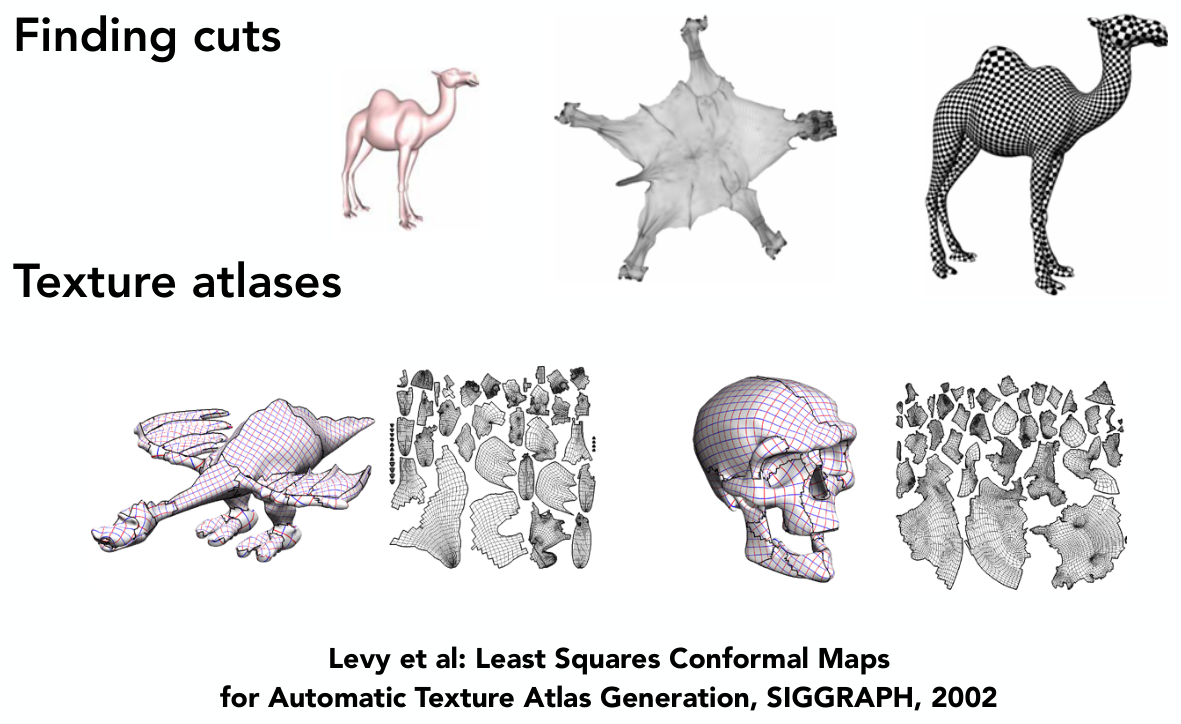 Finding cuts
Texture atlases
Levy et al: Least Squares Conformal Maps
for Automatic Texture Atlas Generation, SIGGRAPH, 2002